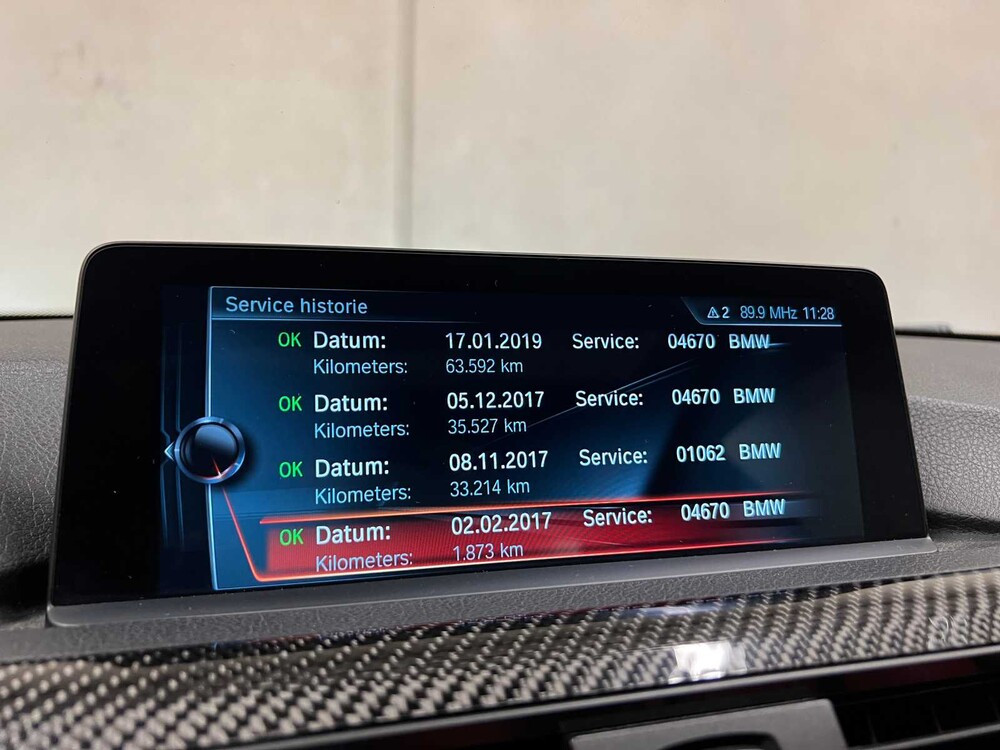 Service historie ⚠2 89.9 MHz 11:28
OK Datum: 17.01.2019 Service: 04670 BMW
Kilometers: 63.592 km
OK Datum: 05.12.2017 Service: 04670 BMW
Kilometers: 35.527 km
OK Datum: 08.11.2017 Service: 01062 BMW
Kilometers: 33.214 km
OK Datum: 02.02.2017 Service: 04670 BMW
Kilometers: 1.873 km